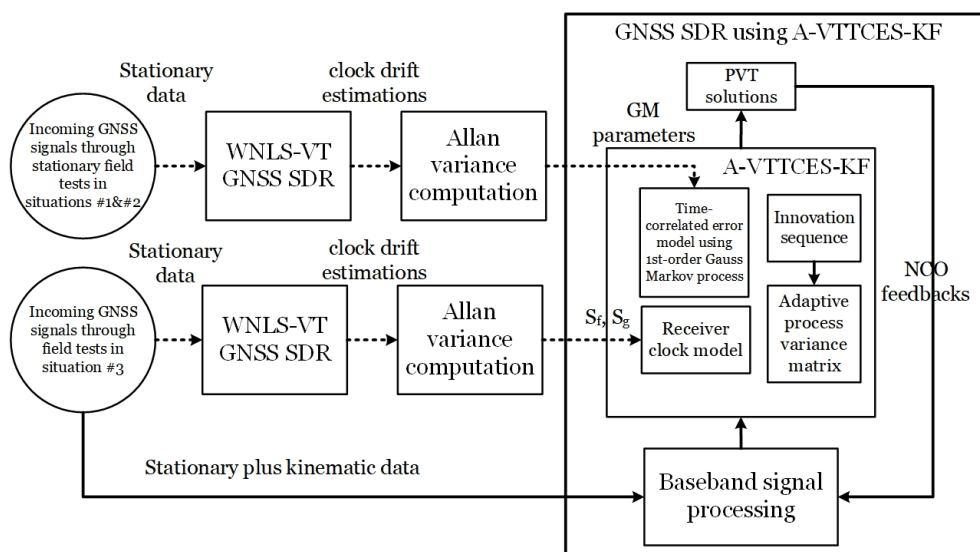 GNSS SDR using A-VTTCES-KF
Stationary
data
clock drift
estimations
PVT
solutions
GM
parameters
Incoming GNSS
signals through
stationary field
tests in
situations #1&#2
WNLS-VT
GNSS SDR
Allan
variance
computation
A-VTTCES-KF
Time-
correlated error
model using
1st-order Gauss
Markov process
Innovation
sequence
NCO
feedbacks
Stationary
data
clock drift
estimations
Incoming GNSS
signals through
field tests in
situation #3
WNLS-VT
GNSS SDR
Allan
variance
computation
Sf, Sg
Receiver
clock model
Adaptive
process
variance
matrix
Stationary plus kinematic data
Baseband signal
processing